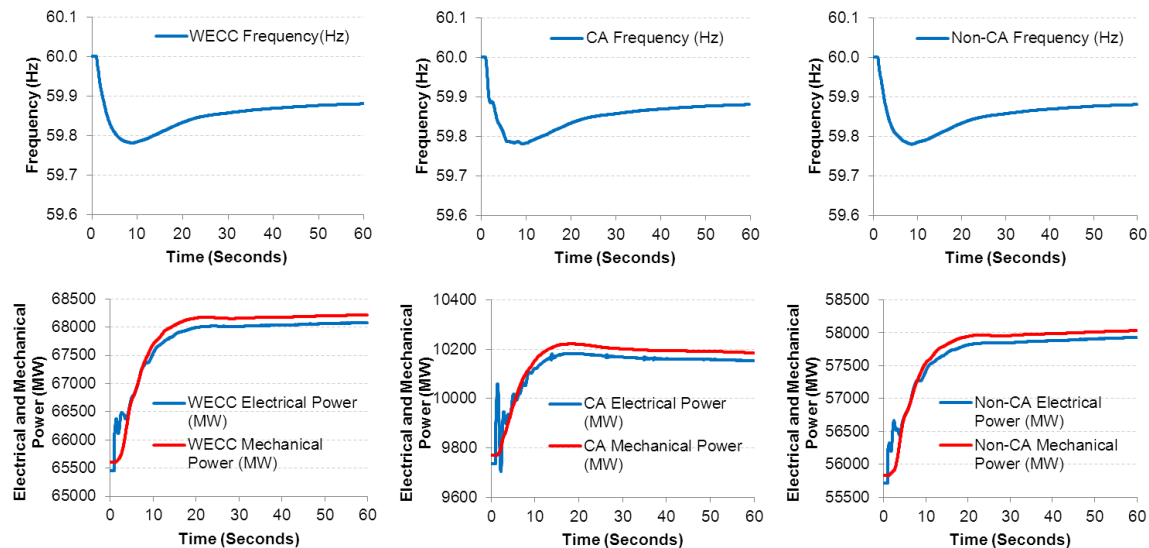 60.1
60.0
59.9
59.8
59.7
59.6
Frequency (Hz)
WECC Frequency(Hz)
0 10 20 30 40 50 60
Time (Seconds)
60.1
60.0
59.9
59.8
59.7
59.6
Frequency (Hz)
CA Frequency (Hz)
0 10 20 30 40 50 60
Time (Seconds)
60.1
60.0
59.9
59.8
59.7
59.6
Frequency (Hz)
Non-CA Frequency (Hz)
0 10 20 30 40 50 60
Time (Seconds)
Electrical and Mechanical
Power (MW)
68500
68000
67500
67000
66500
66000
65500
65000
WECC Electrical Power
(MW)
WECC Mechanical
Power (MW)
0 10 20 30 40 50 60
Time (Seconds)
Electrical and Mechanical
Power (MW)
10400
10200
10000
9800
9600
CA Electrical Power
(MW)
CA Mechanical Power
(MW)
0 10 20 30 40 50 60
Time (Seconds)
Electrical and Mechanical
Power (MW)
58500
58000
57500
57000
56500
56000
55500
Non-CA Electrical
Power (MW)
Non-CA Mechanical
Power (MW)
0 10 20 30 40 50 60
Time (Seconds)